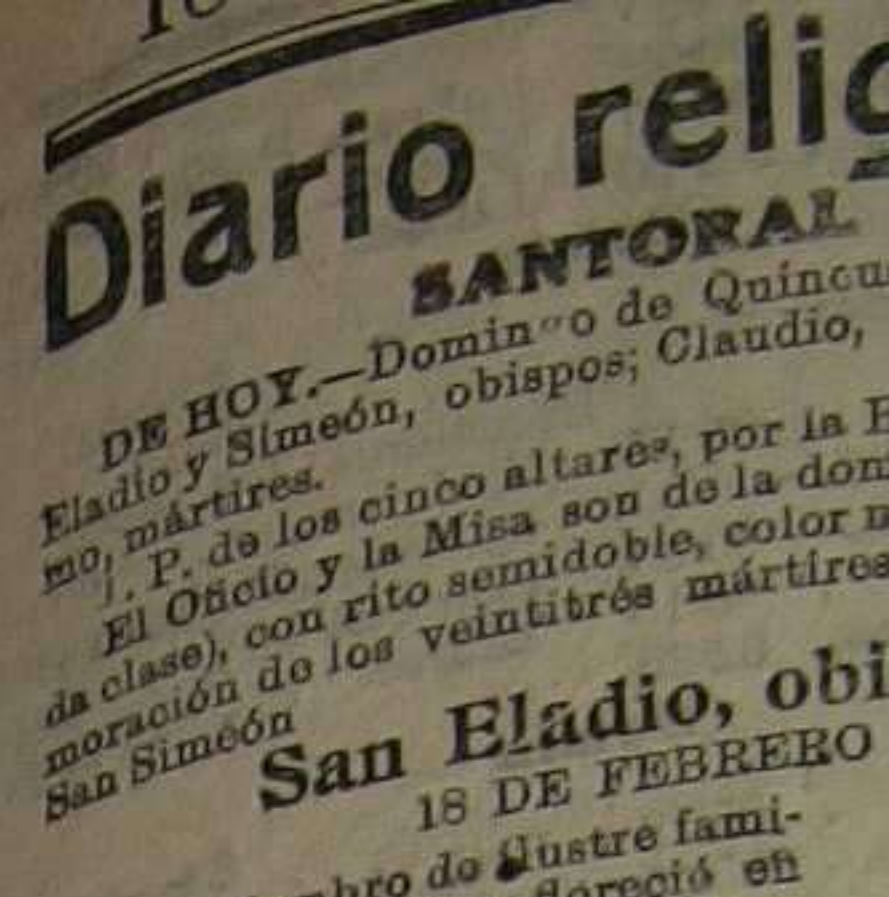 Diario relig
SANTORAL
DE HOY.—Domingo de Quincu
Eladio y Simeón, obispos; Claudio,
mo, mártires.
I. P. de los cinco altares, por la B
El Oficio y la Misa son de la dom
da clase), con rito semidoble, color m
moración de los veintitrés mártires
San Simeón
San Eladio, obi
18 DE FEBRERO
mbro de ilustre fami-
floreció en